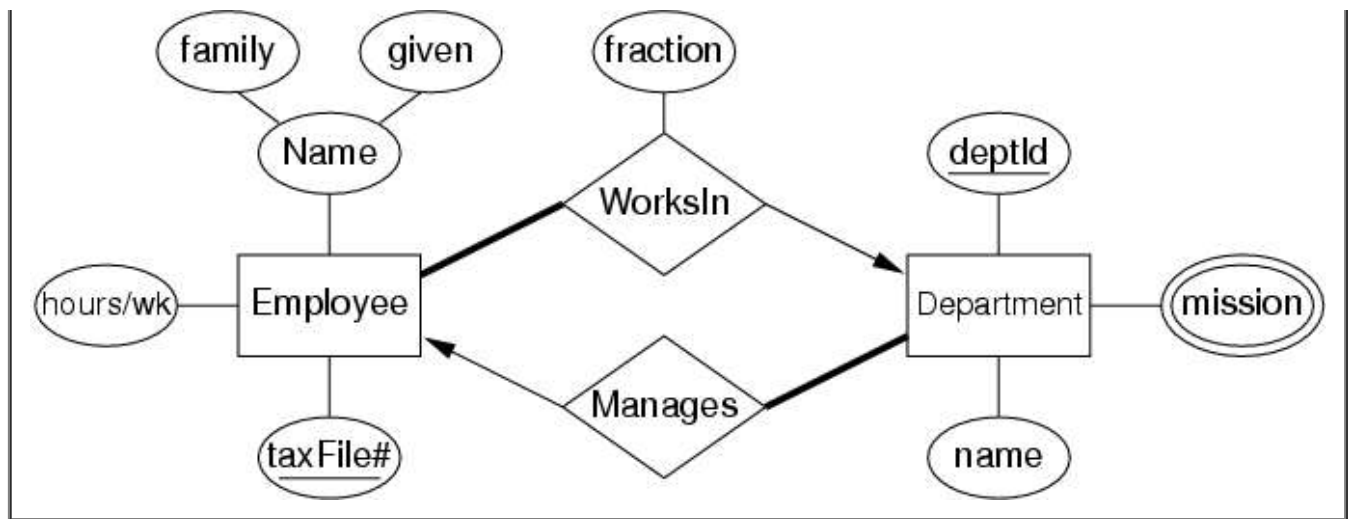 family
given
fraction
Name
WorksIn
deptId
hours/wk
Employee
Department
mission
Manages
taxFile#
name